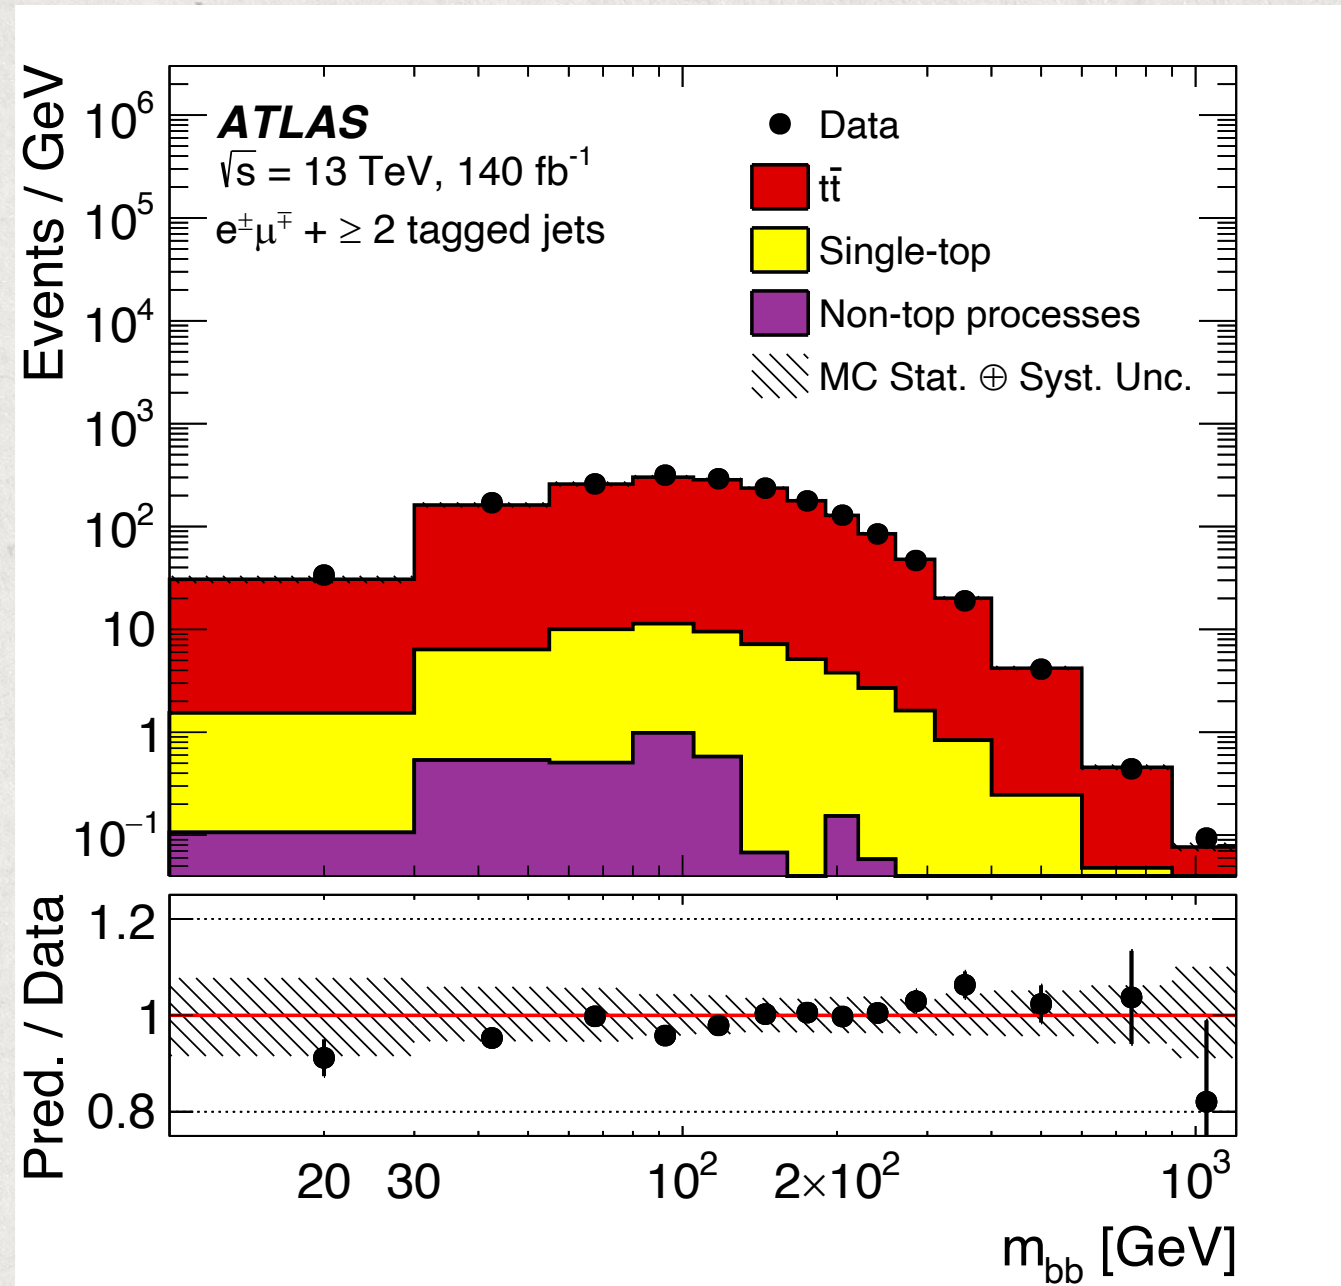 Events / GeV
10⁶
10⁵
10⁴
10³
10²
10
1
10⁻¹
ATLAS
√s = 13 TeV, 140 fb⁻¹
e±μ∓ + ≥ 2 tagged jets
Data
tt̄
Single-top
Non-top processes
MC Stat. ⊕ Syst. Unc.
Pred. / Data
1.2
1
0.8
20 30 10² 2×10² 10³
m_bb [GeV]